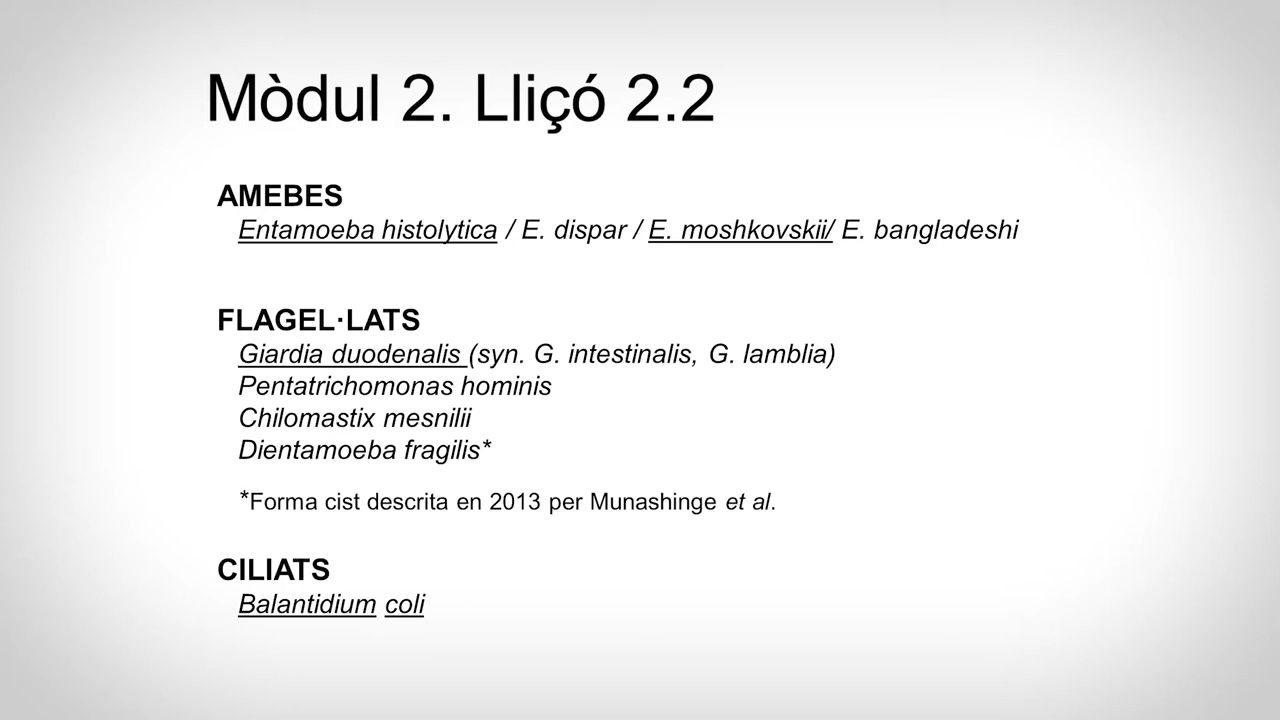 Mòdul 2. Lliçó 2.2
AMEBES
Entamoeba histolytica / E. dispar / E. moshkovskii/ E. bangladeshi
FLAGEL·LATS
Giardia duodenalis (syn. G. intestinalis, G. lamblia)
Pentatrichomonas hominis
Chilomastix mesnilii
Dientamoeba fragilis*
*Forma cist descrita en 2013 per Munashinge et al.
CILIATS
Balantidium coli